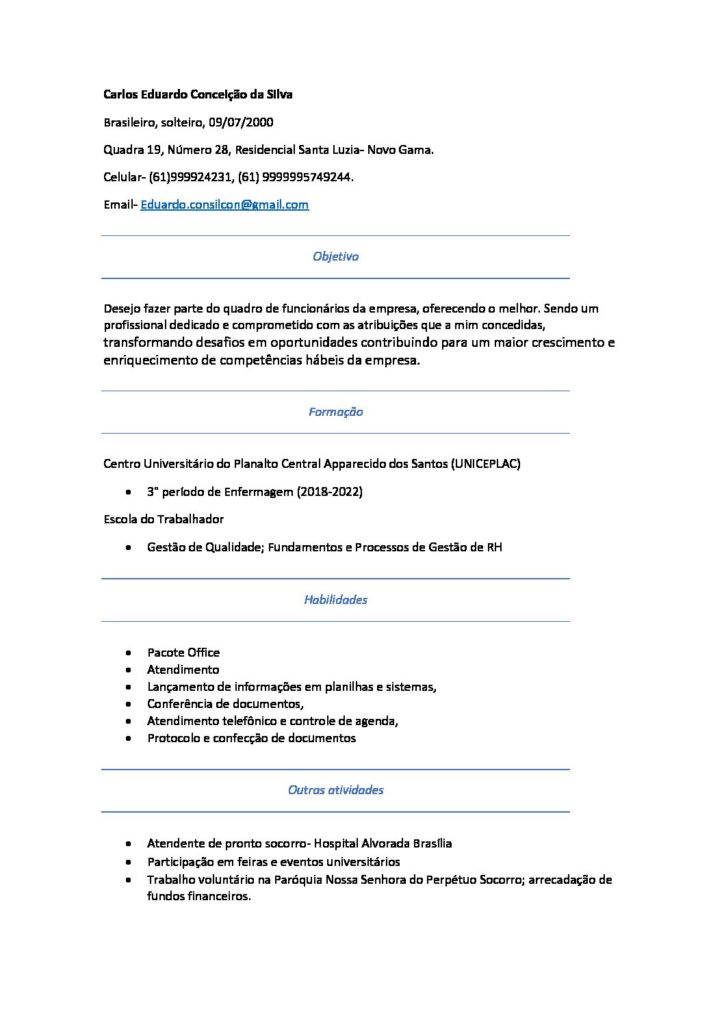 Carlos Eduardo Conceição da Silva
Brasileiro, solteiro, 09/07/2000
Quadra 19, Número 28, Residencial Santa Luzia- Novo Gama.
Celular- (61)999924231, (61) 9999995749244.
Email- Eduardo.consilcon@gmail.com
Objetivo
Desejo fazer parte do quadro de funcionários da empresa, oferecendo o melhor. Sendo um
profissional dedicado e comprometido com as atribuições que a mim concedidas,
transformando desafios em oportunidades contribuindo para um maior crescimento e
enriquecimento de competências hábeis da empresa.
Formação
Centro Universitário do Planalto Central Apparecido dos Santos (UNICEPLAC)
• 3° período de Enfermagem (2018-2022)
Escola do Trabalhador
• Gestão de Qualidade; Fundamentos e Processos de Gestão de RH
Habilidades
• Pacote Office
• Atendimento
• Lançamento de informações em planilhas e sistemas,
• Conferência de documentos,
• Atendimento telefônico e controle de agenda,
• Protocolo e confecção de documentos
Outras atividades
• Atendente de pronto socorro- Hospital Alvorada Brasília
• Participação em feiras e eventos universitários
• Trabalho voluntário na Paróquia Nossa Senhora do Perpétuo Socorro; arrecadação de
fundos financeiros.